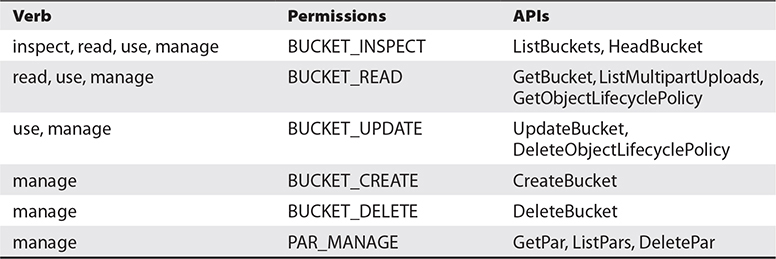 Verb Permissions APIs
inspect, read, use, manage BUCKET_INSPECT ListBuckets, HeadBucket
read, use, manage BUCKET_READ GetBucket, ListMultipartUploads,
GetObjectLifecyclePolicy
use, manage BUCKET_UPDATE UpdateBucket,
DeleteObjectLifecyclePolicy
manage BUCKET_CREATE CreateBucket
manage BUCKET_DELETE DeleteBucket
manage PAR_MANAGE GetPar, ListPars, DeletePar